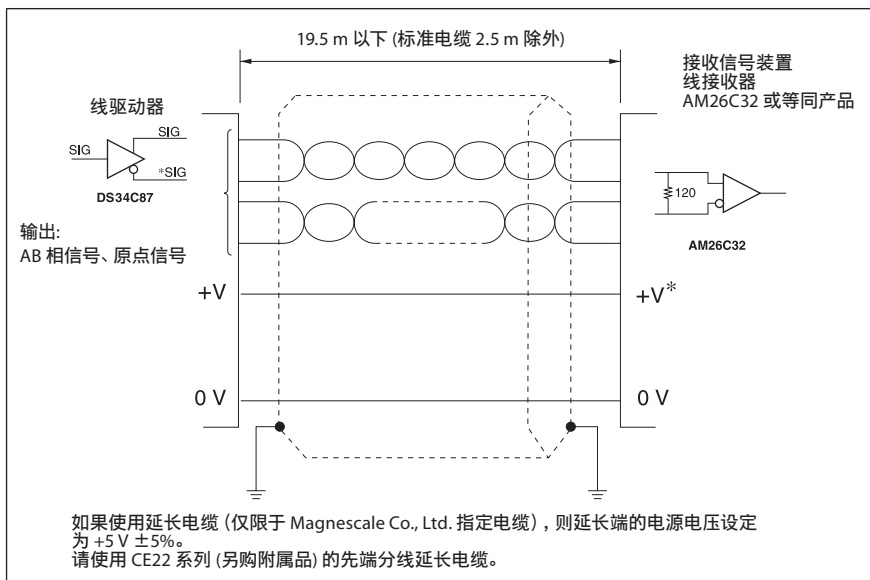 19.5 m 以下 (标准电缆 2.5 m 除外)
接收信号装置
线接收器
AM26C32 或等同产品
线驱动器
SIG
SIG
*SIG
DS34C87
输出:
AB 相信号、原点信号
120
AM26C32
+V
+V*
0 V
0 V
如果使用延长电缆 (仅限于 Magnescale Co., Ltd. 指定电缆) , 则延长端的电源电压设定
为 +5 V ±5%。
请使用 CE22 系列 (另购附属品) 的先端分线延长电缆。